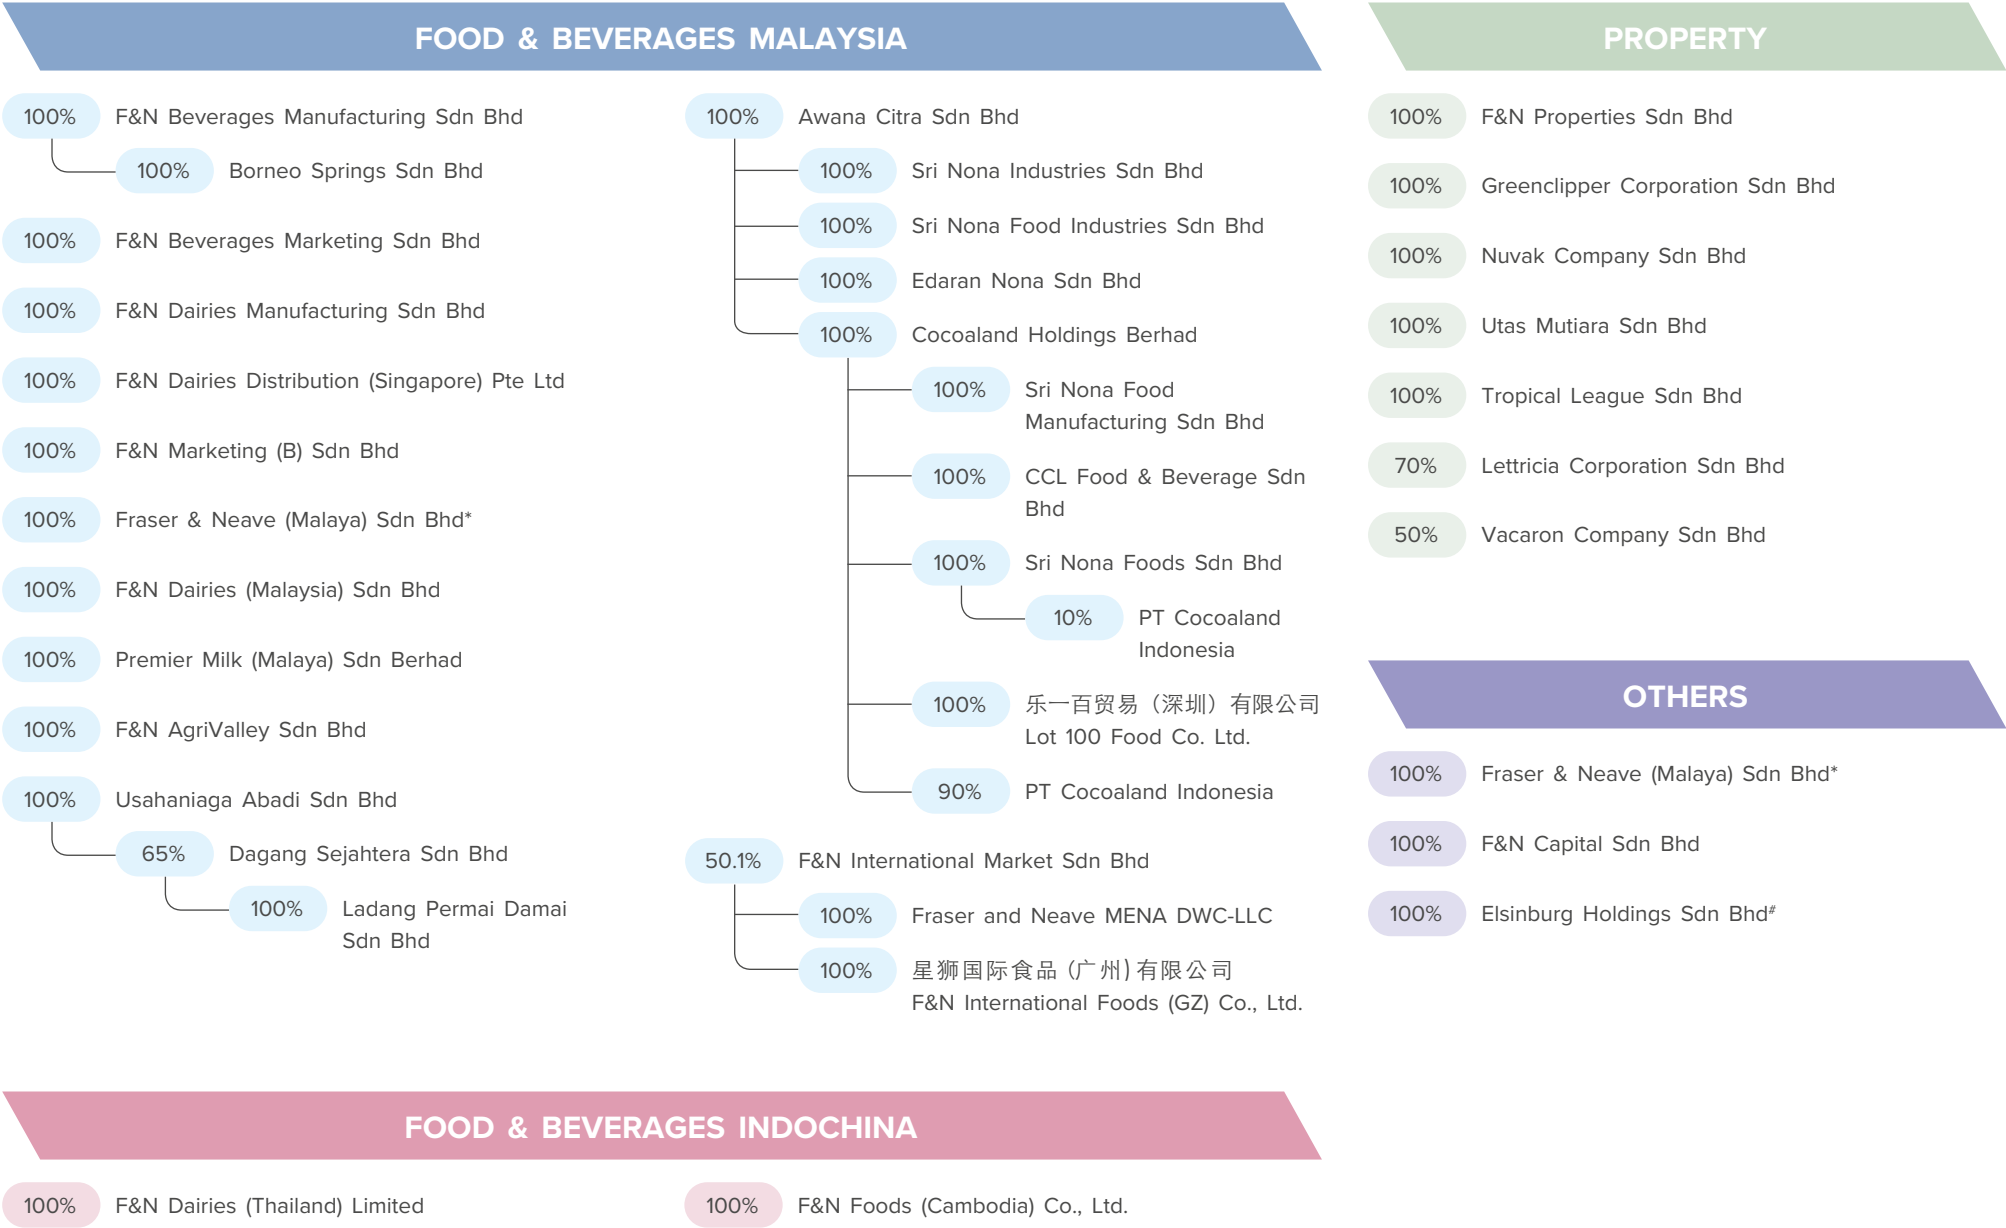 FOOD & BEVERAGES MALAYSIA
100% F&N Beverages Manufacturing Sdn Bhd
100% Borneo Springs Sdn Bhd
100% F&N Beverages Marketing Sdn Bhd
100% F&N Dairies Manufacturing Sdn Bhd
100% F&N Dairies Distribution (Singapore) Pte Ltd
100% F&N Marketing (B) Sdn Bhd
100% Fraser & Neave (Malaya) Sdn Bhd*
100% F&N Dairies (Malaysia) Sdn Bhd
100% Premier Milk (Malaya) Sdn Berhad
100% F&N AgriValley Sdn Bhd
100% Usahaniaga Abadi Sdn Bhd
65% Dagang Sejahtera Sdn Bhd
100% Ladang Permai Damai
Sdn Bhd
100% Awana Citra Sdn Bhd
100% Sri Nona Industries Sdn Bhd
100% Sri Nona Food Industries Sdn Bhd
100% Edaran Nona Sdn Bhd
100% Cocoaland Holdings Berhad
100% Sri Nona Food
Manufacturing Sdn Bhd
100% CCL Food & Beverage Sdn
Bhd
100% Sri Nona Foods Sdn Bhd
10% PT Cocoaland
Indonesia
100% 乐一百贸易（深圳）有限公司
Lot 100 Food Co. Ltd.
90% PT Cocoaland Indonesia
50.1% F&N International Market Sdn Bhd
100% Fraser and Neave MENA DWC-LLC
100% 星狮国际食品(广州)有限公司
F&N International Foods (GZ) Co., Ltd.
PROPERTY
100% F&N Properties Sdn Bhd
100% Greenclipper Corporation Sdn Bhd
100% Nuvak Company Sdn Bhd
100% Utas Mutiara Sdn Bhd
100% Tropical League Sdn Bhd
70% Lettricia Corporation Sdn Bhd
50% Vacaron Company Sdn Bhd
OTHERS
100% Fraser & Neave (Malaya) Sdn Bhd*
100% F&N Capital Sdn Bhd
100% Elsinburg Holdings Sdn Bhd#
FOOD & BEVERAGES INDOCHINA
100% F&N Dairies (Thailand) Limited
100% F&N Foods (Cambodia) Co., Ltd.